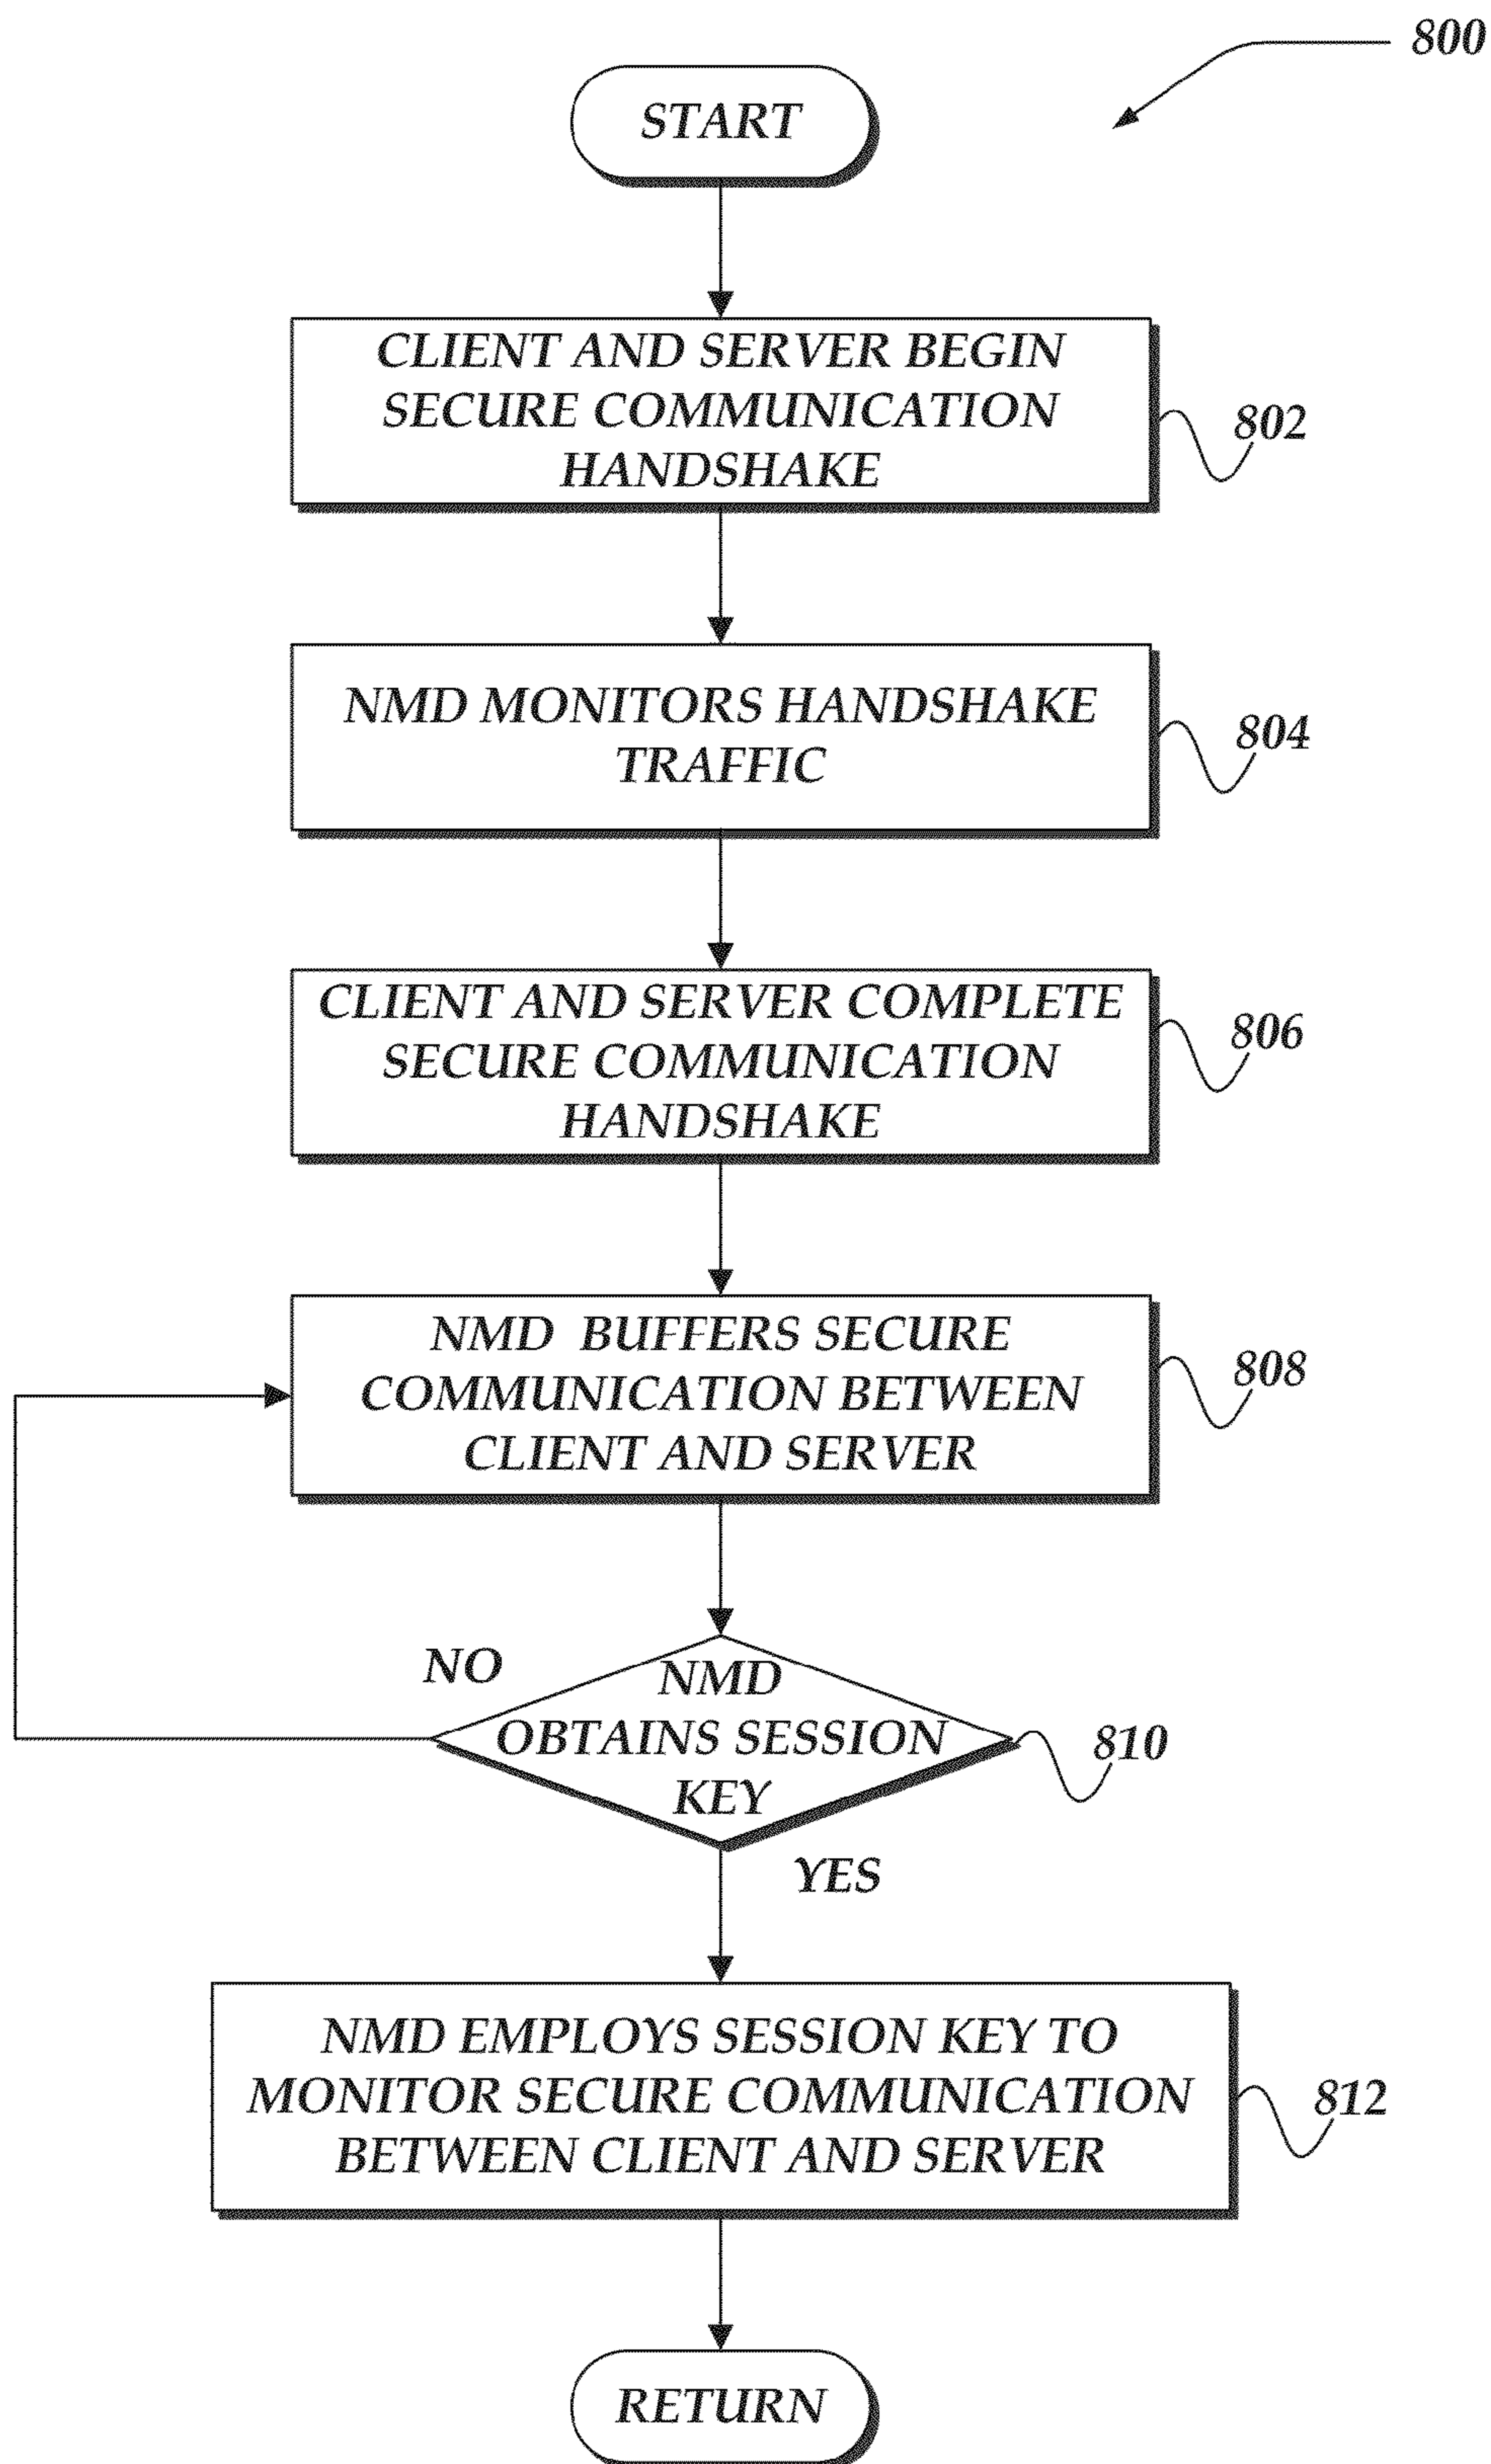 800
START
CLIENT AND SERVER BEGIN
SECURE COMMUNICATION
HANDSHAKE
802
NMD MONITORS HANDSHAKE
TRAFFIC
804
CLIENT AND SERVER COMPLETE
SECURE COMMUNICATION
HANDSHAKE
806
NMD BUFFERS SECURE
COMMUNICATION BETWEEN
CLIENT AND SERVER
808
NO
NMD
OBTAINS SESSION
KEY
810
YES
NMD EMPLOYS SESSION KEY TO
MONITOR SECURE COMMUNICATION
BETWEEN CLIENT AND SERVER
812
RETURN